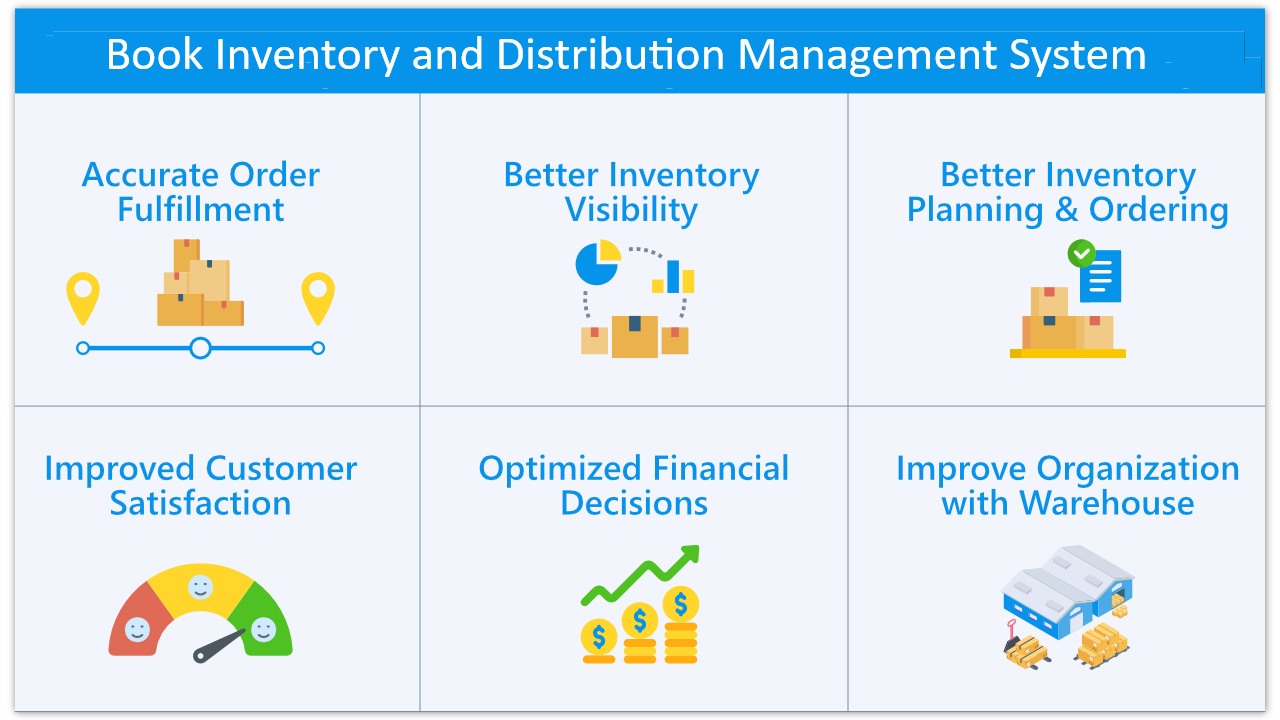 Book Inventory and Distribution Management System
Accurate Order
Fulfillment
Better Inventory
Visibility
Better Inventory
Planning & Ordering
Improved Customer
Satisfaction
Optimized Financial
Decisions
Improve Organization
with Warehouse
$ $ $